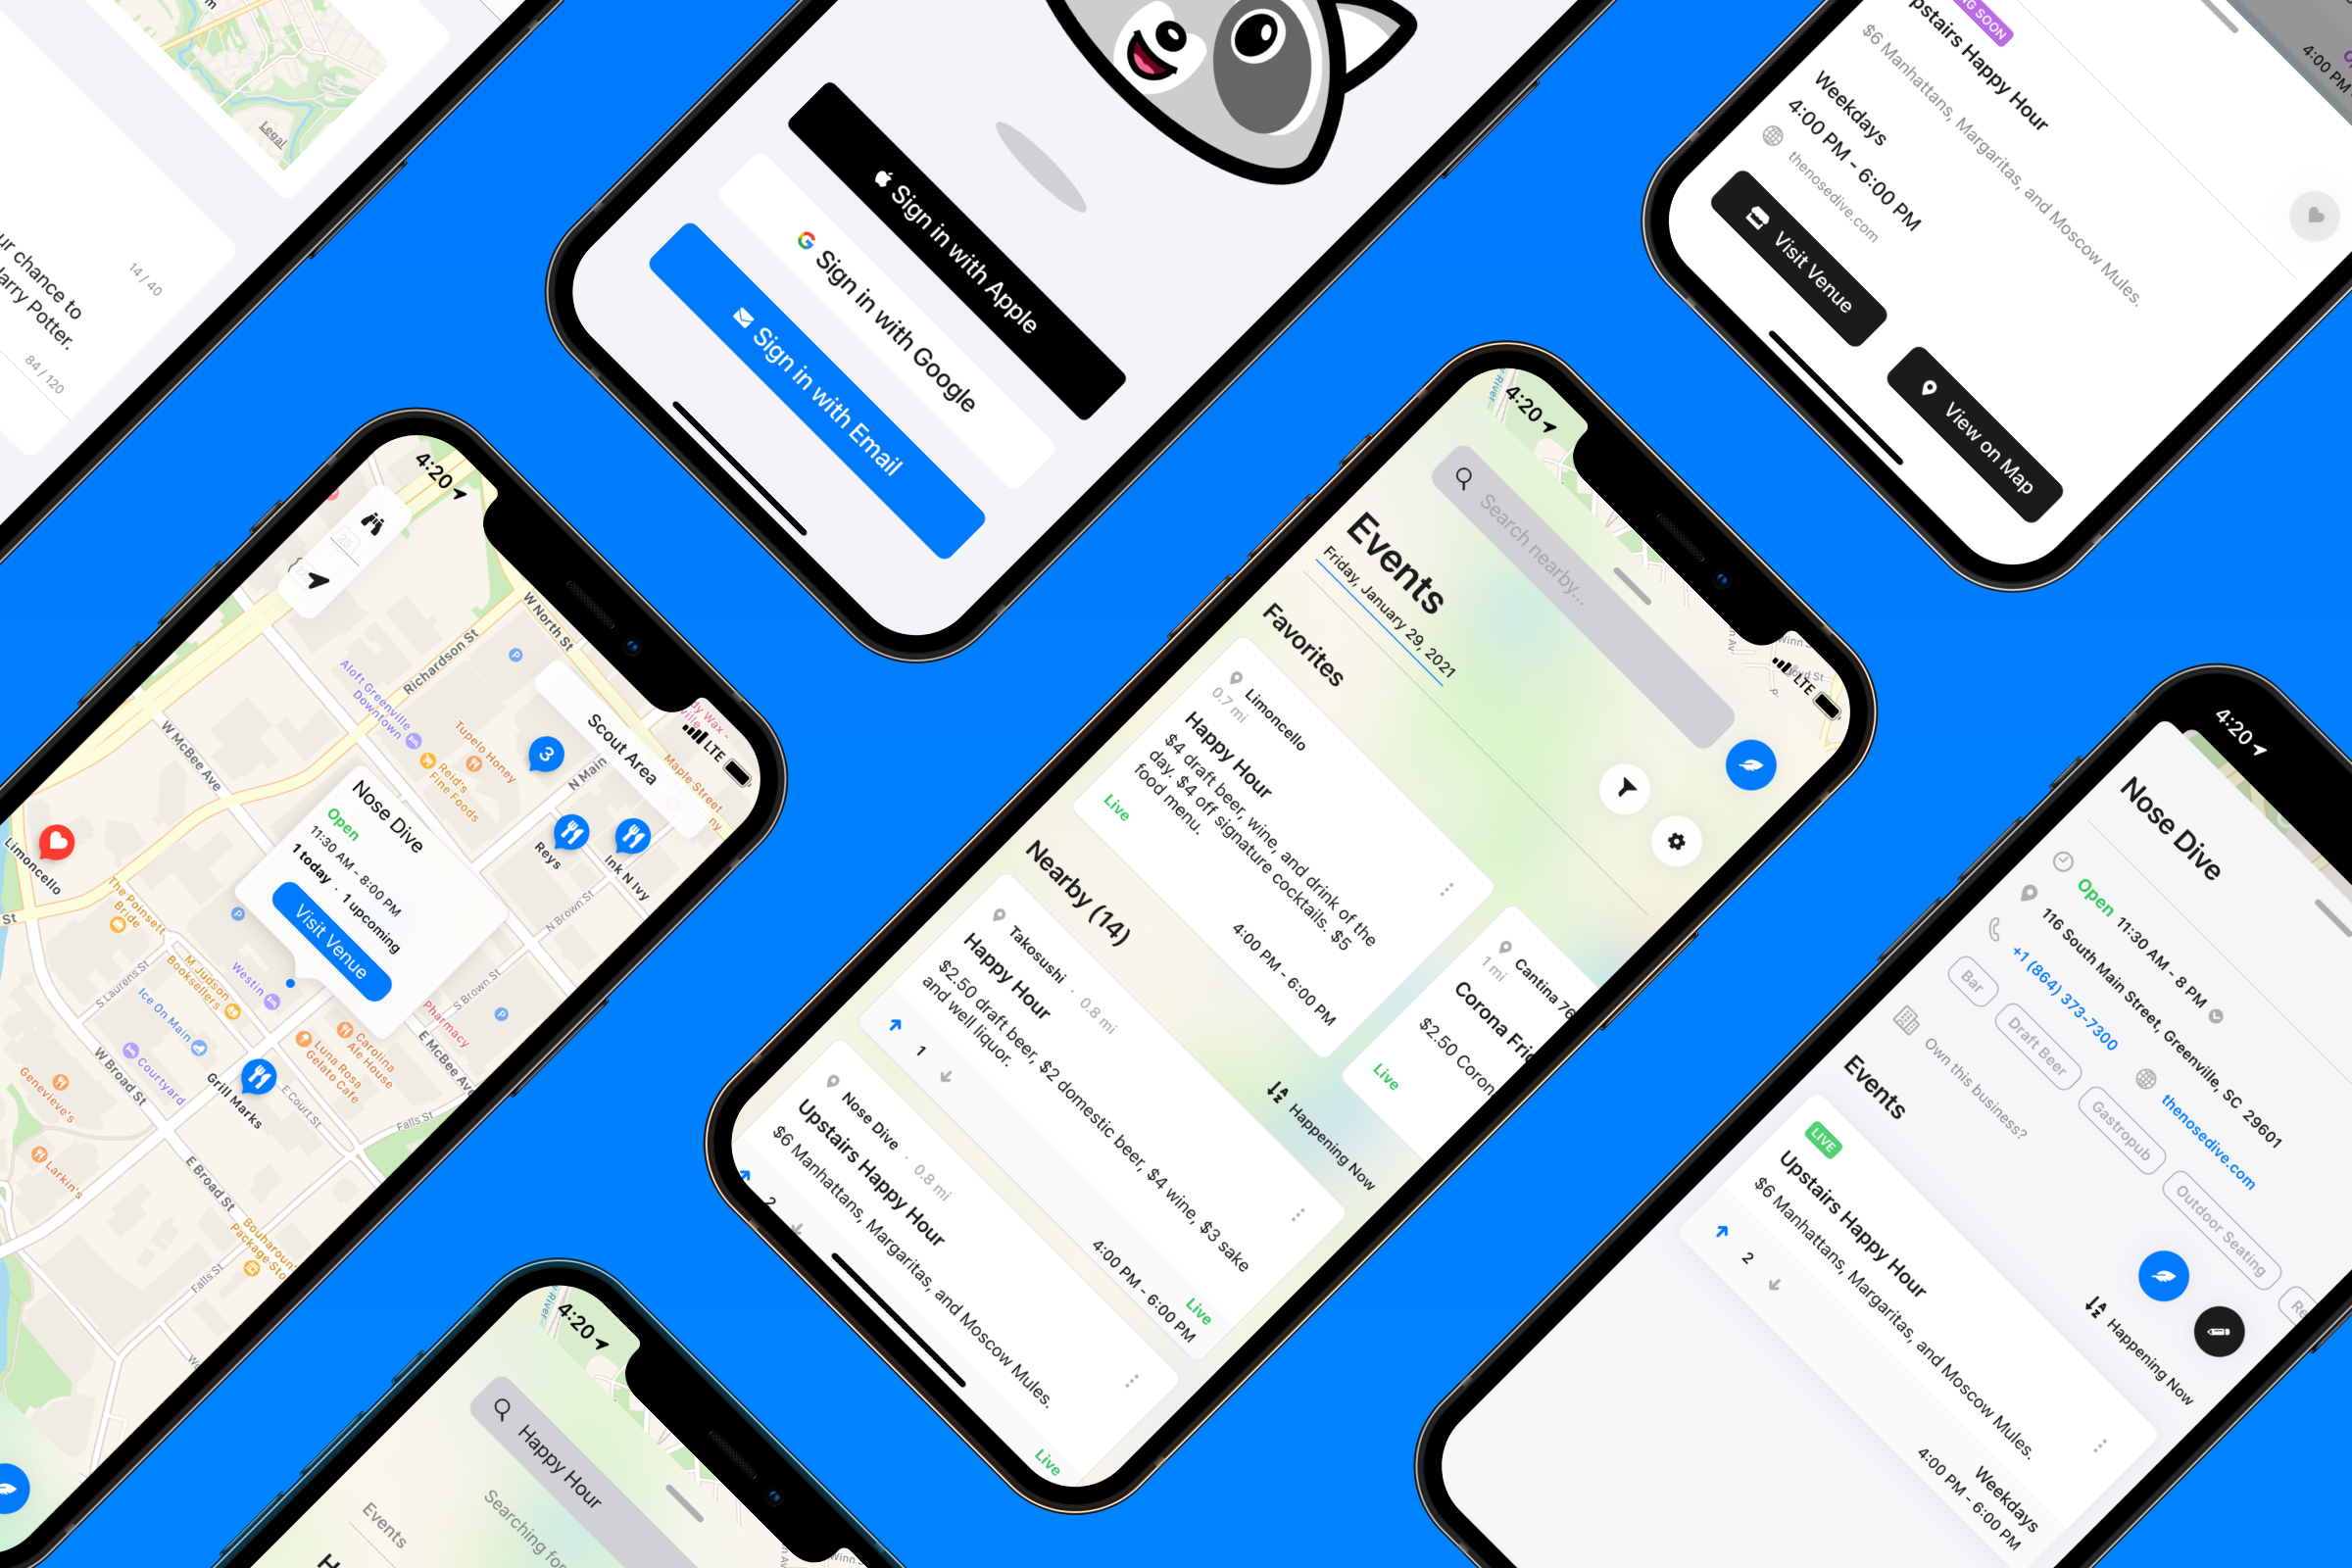 Legal
14 / 40
ur chance to
arry Potter.
84 / 120
Sign in with Apple
Sign in with Google
Sign in with Email
NG SOON
pstairs Happy Hour
$6 Manhattans, Margaritas, and Moscow Mules.
Weekdays
4:00 PM - 6:00 PM
thenosedive.com
Visit Venue
View on Map
4:00 PM
4:20
LTE
Scout Area
W North St
Richardson St
Aloft Greenville
Downtown
Tupelo Honey
Reid's
Fine Foods
W McBee Ave
3
N Main
Maple Street
Reys
Ink N Ivy
Limoncello
Nose Dive
Open
11:30 AM - 8:00 PM
1 today · 1 upcoming
Visit Venue
N Brown St
St
The Poinsett
Bride
M Judson
Booksellers
Westin
S Laurens St
Ice On Main
S Brown St
Pharmacy
E McBee Ave
Carolina
Ale House
Luna Rosa
Gelato Cafe
Courtyard
W Broad St
Genevieve's
Grill Marks
E Court St
Falls St
Larkin's
E Broad St
Bouharoun
Package Sto
Falls St
4:20
LTE
River
Search nearby...
Events
Friday, January 29, 2021
Favorites
Limoncello
0.7 mi
Happy Hour
$4 draft beer, wine, and drink of the
day. $4 off signature cocktails. $5
food menu.
Live
4:00 PM - 6:00 PM
Cantina 76
1 mi
Corona Frid
$2.50 Coron
Live
Nearby (14)
Happening Now
Takosushi · 0.8 mi
Happy Hour
$2.50 draft beer, $2 domestic beer, $4 wine, $3 sake
and well liquor.
1
Live
4:00 PM - 6:00 PM
Nose Dive · 0.8 mi
Upstairs Happy Hour
$6 Manhattans, Margaritas, and Moscow Mules.
2
Live
4:20
River
Happy Hour
Events
Searching for
4:20
Nose Dive
Open 11:30 AM - 8 PM
116 South Main Street, Greenville, SC 29601
+1 (864) 373-7300
thenosedive.com
Bar
Draft Beer
Gastropub
Outdoor Seating
Re
Own this business?
Events
Happening Now
LIVE
Upstairs Happy Hour
$6 Manhattans, Margaritas, and Moscow Mules.
2
Weekdays
4:00 PM - 6:00 PM